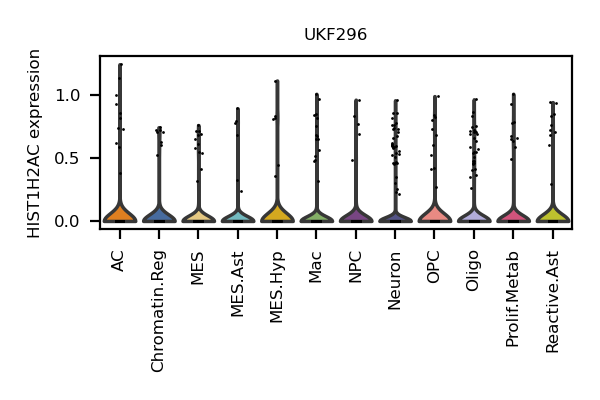 UKF296
HIST1H2AC expression
1.0
0.5
0.0
AC
Chromatin.Reg
MES
MES.Ast
MES.Hyp
Mac
NPC
Neuron
OPC
Oligo
Prolif.Metab
Reactive.Ast